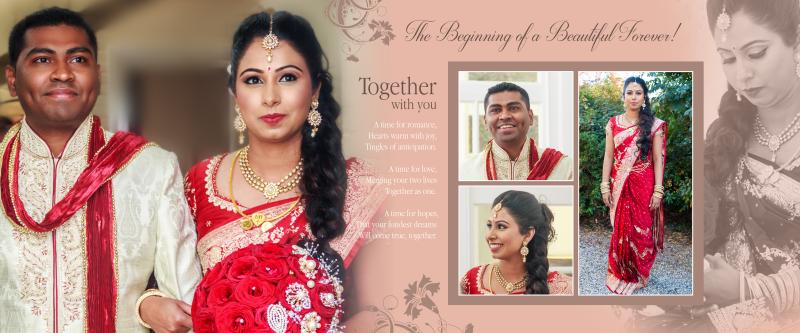 The Beginning of a Beautiful Forever!
Together
with you
A time for romance,
Hearts warm with joy,
Tingles of anticipation.
A time for love,
Merging your two lives
Together as one.
A time for hopes,
That your fondest dreams
Will come true, together.